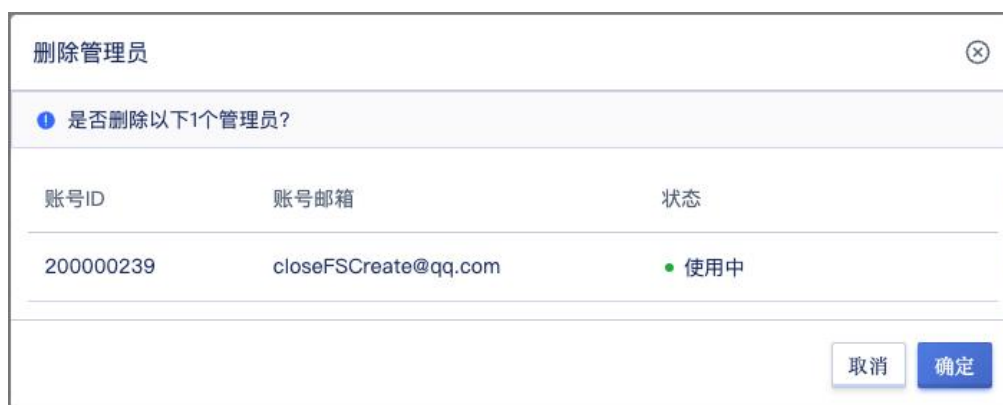 删除管理员
是否删除以下1个管理员?
账号ID 账号邮箱 状态
200000239 closeFSCreate@qq.com 使用中
取消 确定